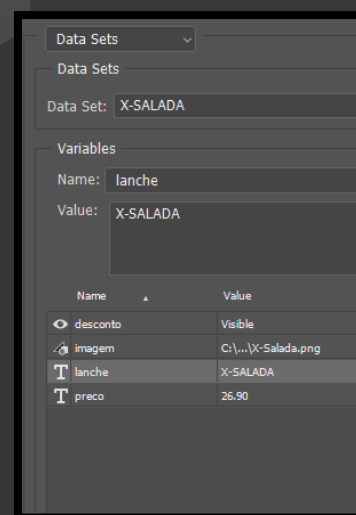 Data Sets
Data Sets
Data Set: X-SALADA
Variables
Name: lanche
Value: X-SALADA
Name Value
desconto Visible
imagem C:\...\X-Salada.png
T lanche X-SALADA
T preco 26.90